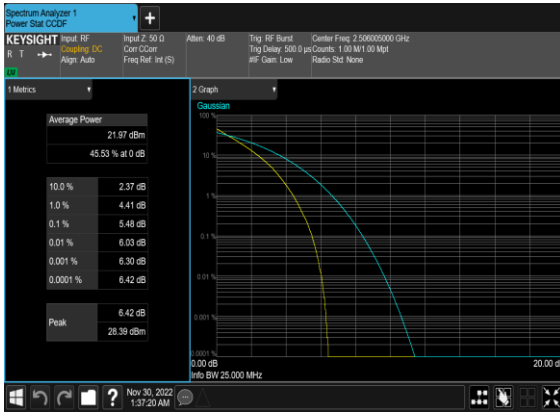 Spectrum Analyzer 1
Power Stat CCDF
KEYSIGHT
R T
Input: RF
Coupling: DC
Align: Auto
Input Z: 50 Ω
Corr CCorr
Freq Ref: Int (S)
Atten: 40 dB
Trig: RF Burst
Trig Delay: 500.0 µs
#IF Gain: Low
Center Freq: 2.506005000 GHz
Counts: 1.00 M/1.00 Mpt
Radio Std: None
1 Metrics
Average Power
21.97 dBm
45.53 % at 0 dB
10.0 % 2.37 dB
1.0 % 4.41 dB
0.1 % 5.48 dB
0.01 % 6.03 dB
0.001 % 6.30 dB
0.0001 % 6.42 dB
Peak
6.42 dB
28.39 dBm
2 Graph
Gaussian
100 %
10 %
1 %
0.1 %
0.01 %
0.001 %
0.0001 %
0.00 dB
20.00 d
Info BW 25.000 MHz
Nov 30, 2022
1:37:20 AM